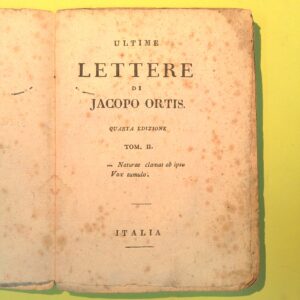 ULTIME
LETTERE
DI
JACOPO ORTIS.
QUARTA EDIZIONE
TOM. II.
— Naturae clamat ab ipso
Vox tumulo.
ITALIA